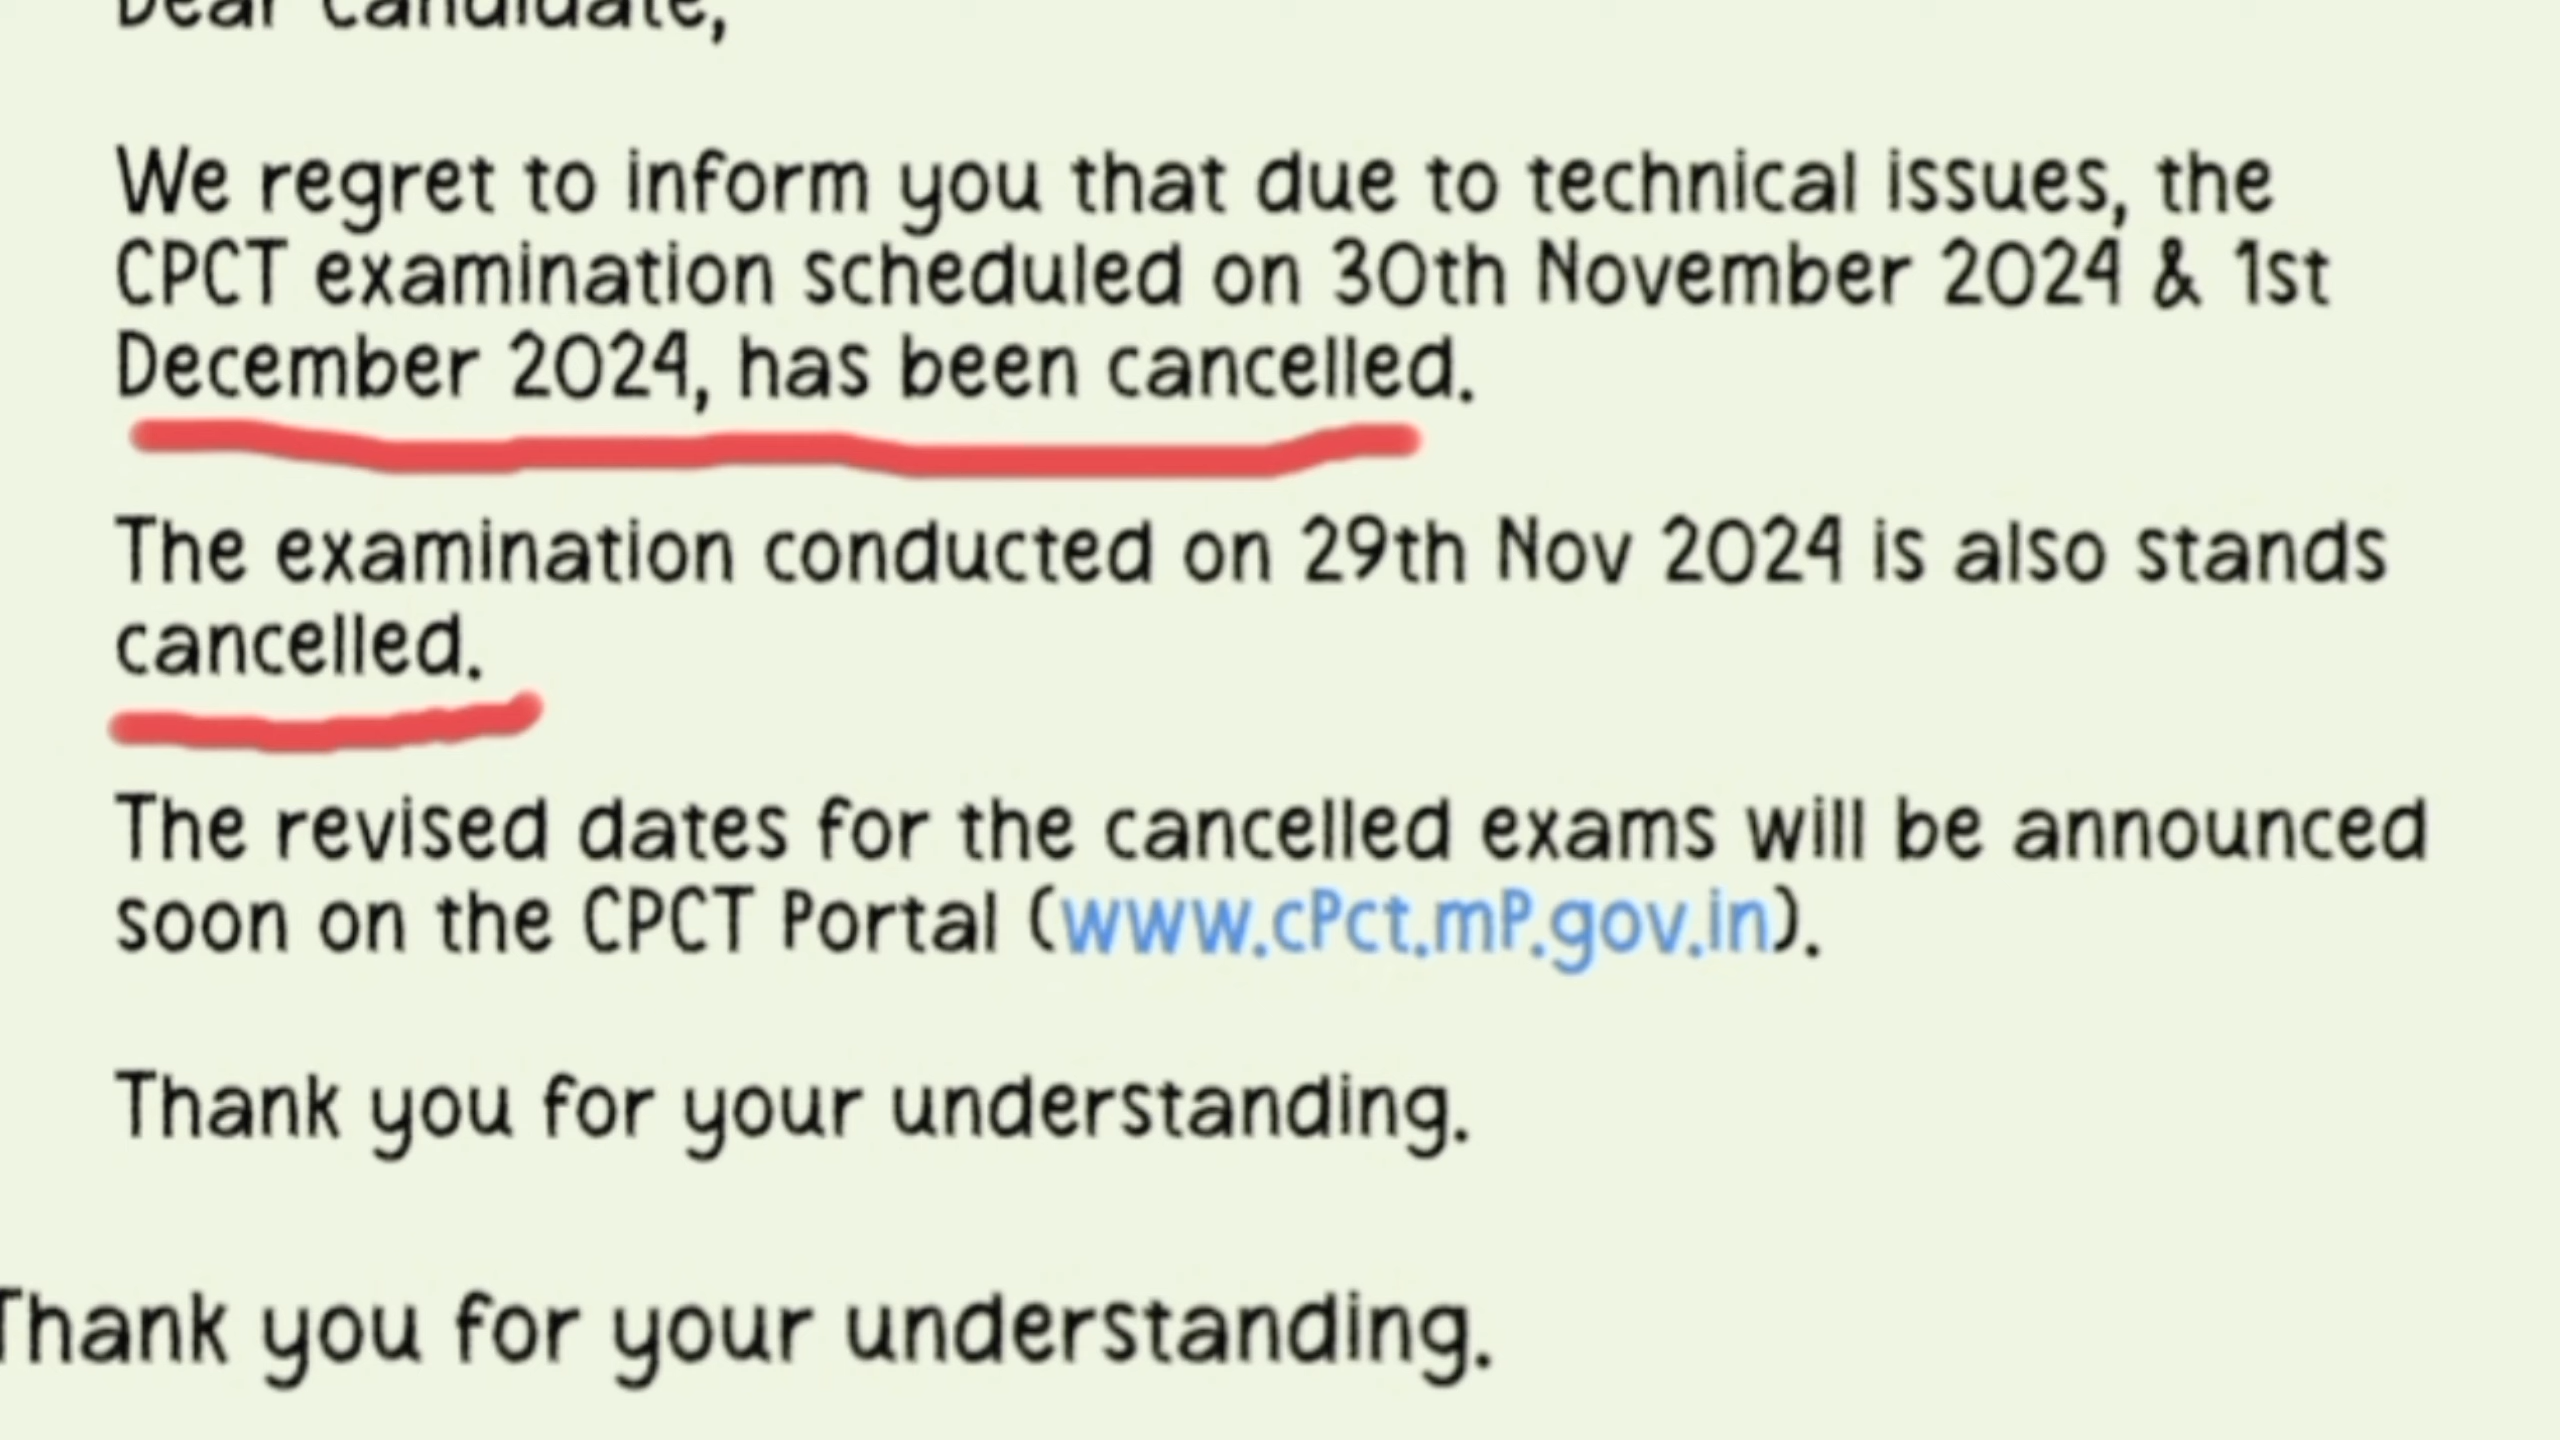 Dear Candidate,
We regret to inform you that due to technical issues, the
CPCT examination scheduled on 30th November 2024 & 1st
December 2024, has been cancelled.
The examination conducted on 29th Nov 2024 is also stands
cancelled.
The revised dates for the cancelled exams will be announced
soon on the CPCT Portal (www.cPct.mP.gov.in).
Thank you for your understanding.
Thank you for your understanding.